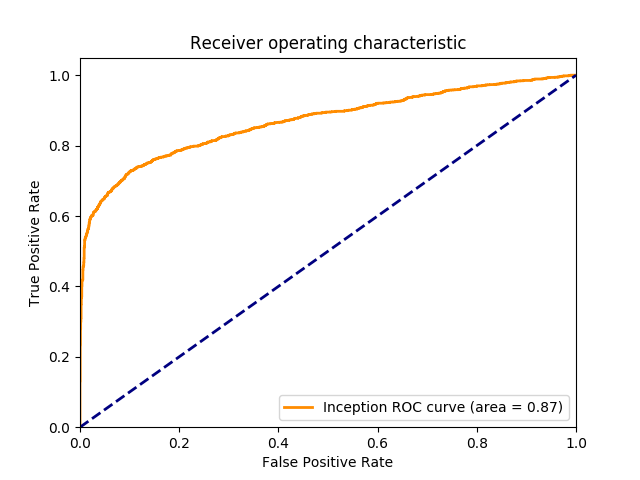 Receiver operating characteristic
True Positive Rate
1.0
0.8
0.6
0.4
0.2
0.0
Inception ROC curve (area = 0.87)
0.0 0.2 0.4 0.6 0.8 1.0
False Positive Rate